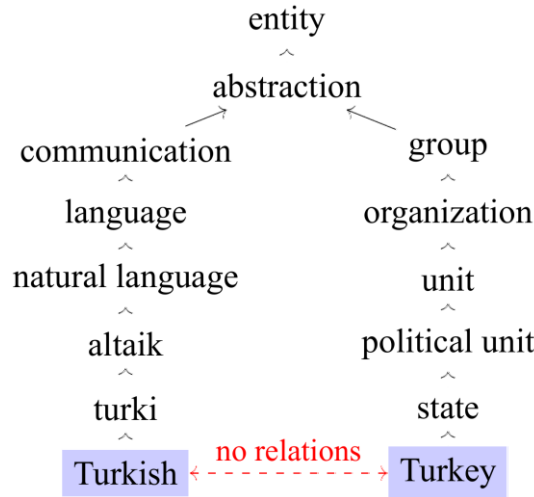 entity
abstraction
communication
group
language
organization
natural language
unit
altaik
political unit
turki
state
no relations
Turkish
Turkey